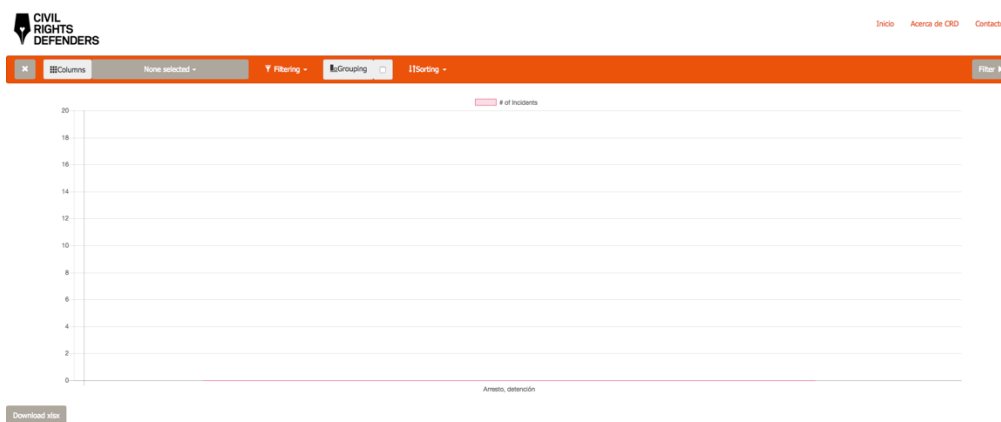 CIVIL
RIGHTS
DEFENDERS
Inicio Acerca de CRD
Columns None selected Filtering Grouping Sorting Filter
# of Incidents
20
18
16
14
12
10
8
6
4
2
0
Arresto, detención
Download xlsx